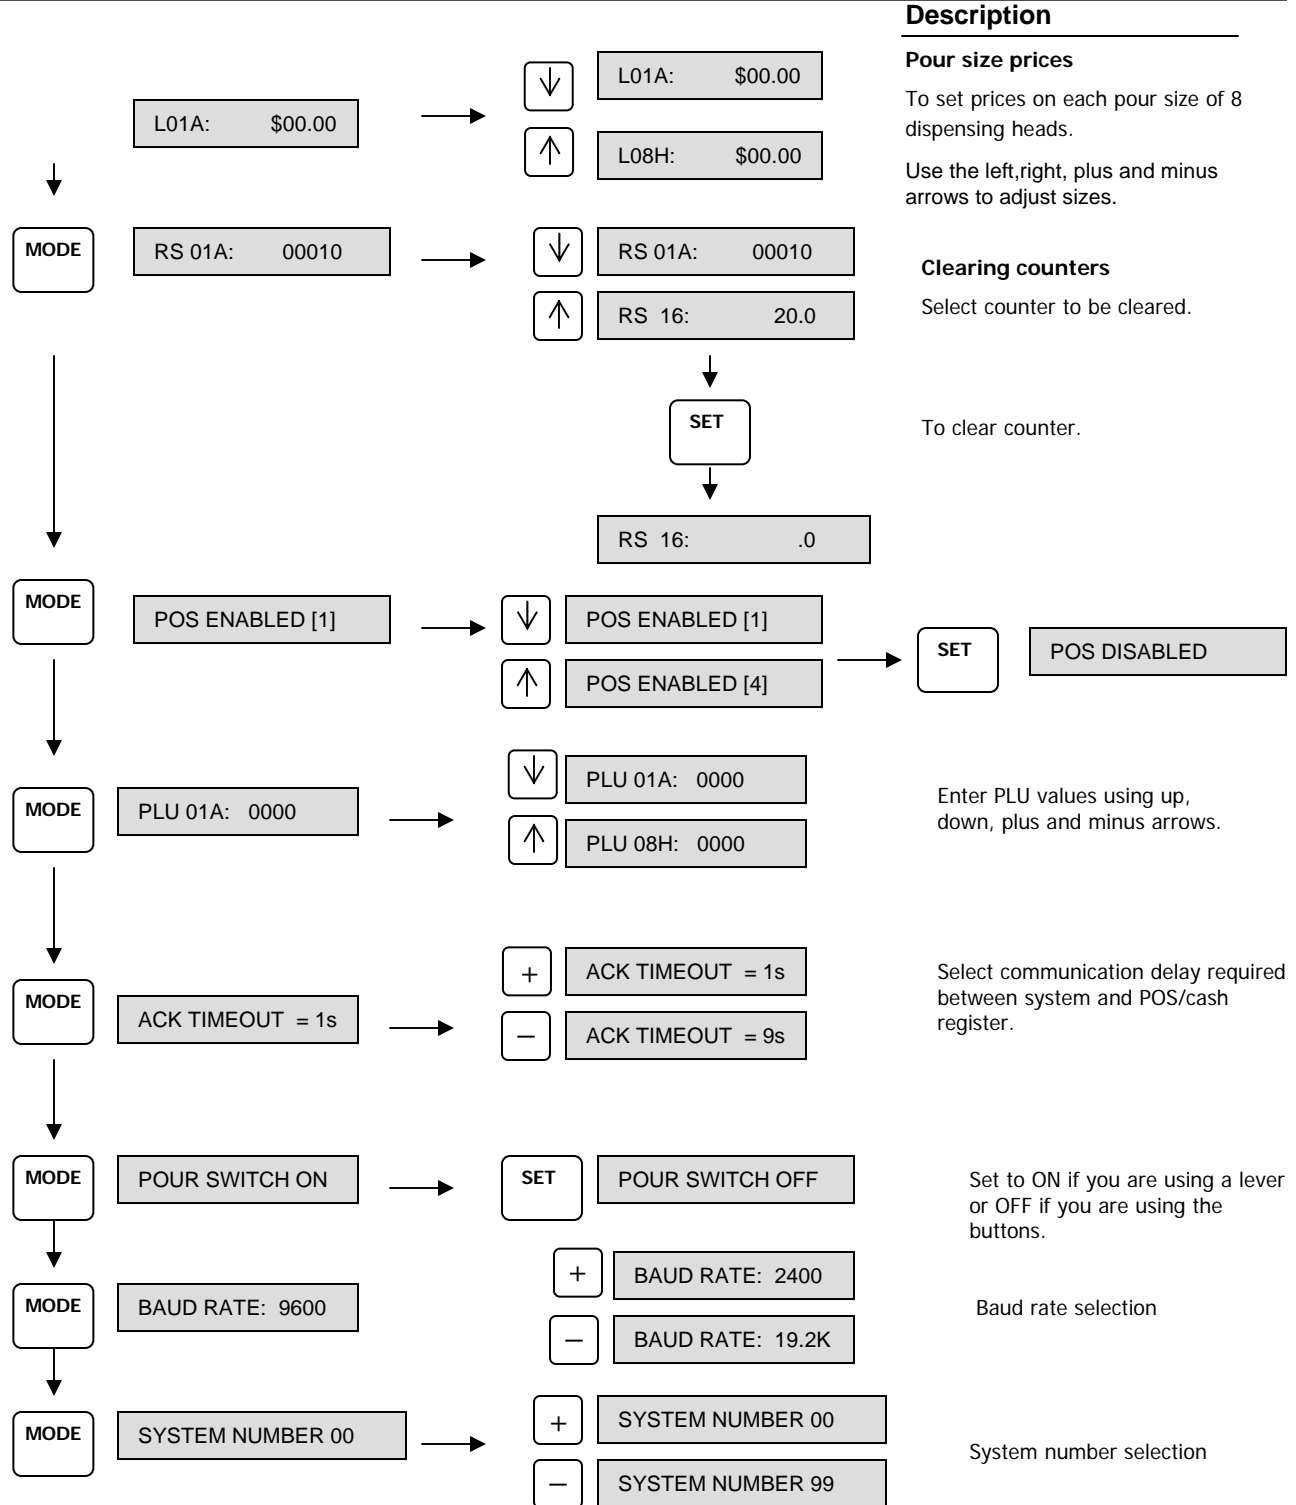 Description
Pour size prices
L01A: $00.00
L01A: $00.00
To set prices on each pour size of 8
dispensing heads.
L08H: $00.00
Use the left,right, plus and minus
arrows to adjust sizes.
MODE
RS 01A: 00010
RS 01A: 00010
Clearing counters
RS 16: 20.0
Select counter to be cleared.
SET
To clear counter.
RS 16: .0
MODE
POS ENABLED [1]
POS ENABLED [1]
SET
POS DISABLED
POS ENABLED [4]
MODE
PLU 01A: 0000
PLU 01A: 0000
Enter PLU values using up,
down, plus and minus arrows.
PLU 08H: 0000
MODE
ACK TIMEOUT = 1s
+
ACK TIMEOUT = 1s
Select communication delay required
between system and POS/cash
register.
−
ACK TIMEOUT = 9s
MODE
POUR SWITCH ON
SET
POUR SWITCH OFF
Set to ON if you are using a lever
or OFF if you are using the
buttons.
MODE
BAUD RATE: 9600
+
BAUD RATE: 2400
Baud rate selection
−
BAUD RATE: 19.2K
MODE
SYSTEM NUMBER 00
+
SYSTEM NUMBER 00
System number selection
−
SYSTEM NUMBER 99